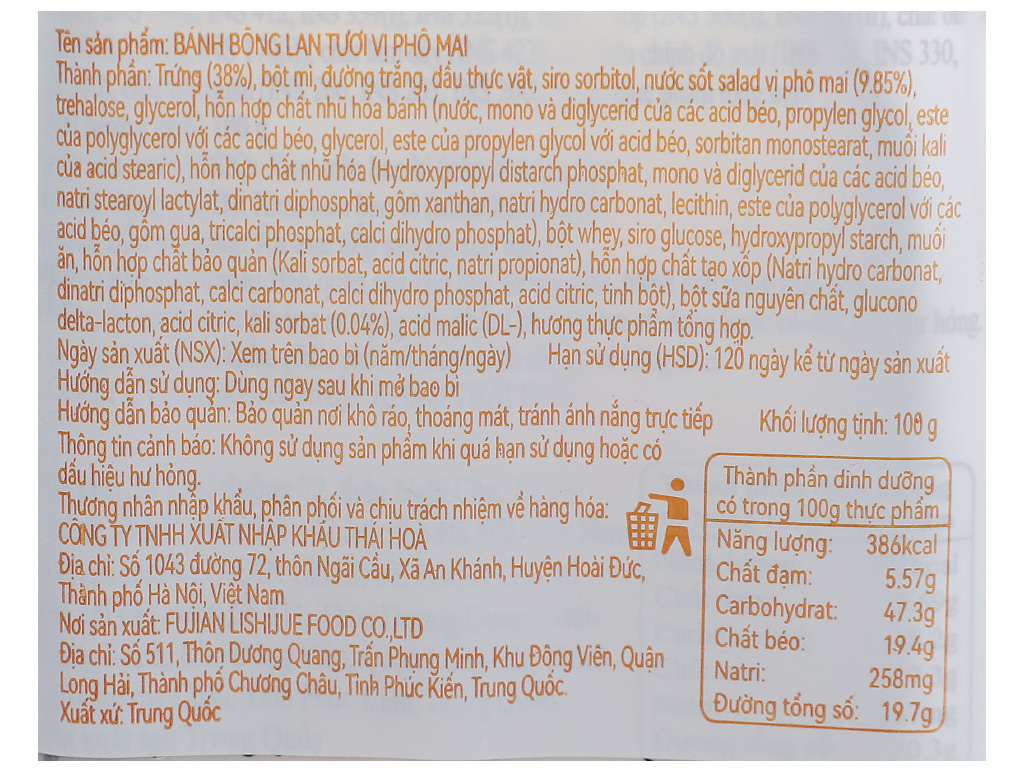 Tên sản phẩm: BÁNH BÔNG LAN TƯƠI VỊ PHÔ MAI
Thành phần: Trứng (38%), bột mì, đường trắng, dầu thực vật, siro sorbitol, nước sốt salad vị phô mai (9.85%),
trehalose, glycerol, hỗn hợp chất nhũ hóa bánh (nước, mono và diglycerid của các acid béo, propylen glycol, este
của polyglycerol với các acid béo, glycerol, este của propylen glycol với acid béo, sorbitan monostearat, muối kali
của acid stearic), hỗn hợp chất nhũ hóa (Hydroxypropyl distarch phosphat, mono và diglycerid của các acid béo,
natri stearoyl lactylat, dinatri diphosphat, gôm xanthan, natri hydro carbonat, lecithin, este của polyglycerol với các
acid béo, gôm gua, tricalci phosphat, calci dihydro phosphat), bột whey, siro glucose, hydroxypropyl starch, muối
ăn, hỗn hợp chất bảo quản (Kali sorbat, acid citric, natri propionat), hỗn hợp chất tạo xốp (Natri hydro carbonat,
dinatri diphosphat, calci carbonat, calci dihydro phosphat, acid citric, tinh bột), bột sữa nguyên chất, glucono
delta-lacton, acid citric, kali sorbat (0.04%), acid malic (DL-), hương thực phẩm tổng hợp.
Ngày sản xuất (NSX): Xem trên bao bì (năm/tháng/ngày) Hạn sử dụng (HSD): 120 ngày kể từ ngày sản xuất
Hướng dẫn sử dụng: Dùng ngay sau khi mở bao bì
Hướng dẫn bảo quản: Bảo quản nơi khô ráo, thoáng mát, tránh ánh nắng trực tiếp Khối lượng tịnh: 100 g
Thông tin cảnh báo: Không sử dụng sản phẩm khi quá hạn sử dụng hoặc có
dấu hiệu hư hỏng.
Thương nhân nhập khẩu, phân phối và chịu trách nhiệm về hàng hóa:
CÔNG TY TNHH XUẤT NHẬP KHẨU THÁI HOÀ
Địa chỉ: Số 1043 đường 72, thôn Ngãi Cầu, Xã An Khánh, Huyện Hoài Đức,
Thành phố Hà Nội, Việt Nam
Nơi sản xuất: FUJIAN LISHIJUE FOOD CO.,LTD
Địa chỉ: Số 511, Thôn Dương Quang, Trấn Phụng Minh, Khu Đông Viên, Quận
Long Hải, Thành phố Chương Châu, Tỉnh Phúc Kiến, Trung Quốc.
Xuất xứ: Trung Quốc
Thành phần dinh dưỡng
có trong 100g thực phẩm
Năng lượng: 386kcal
Chất đạm: 5.57g
Carbohydrat: 47.3g
Chất béo: 19.4g
Natri: 258mg
Đường tổng số: 19.7g